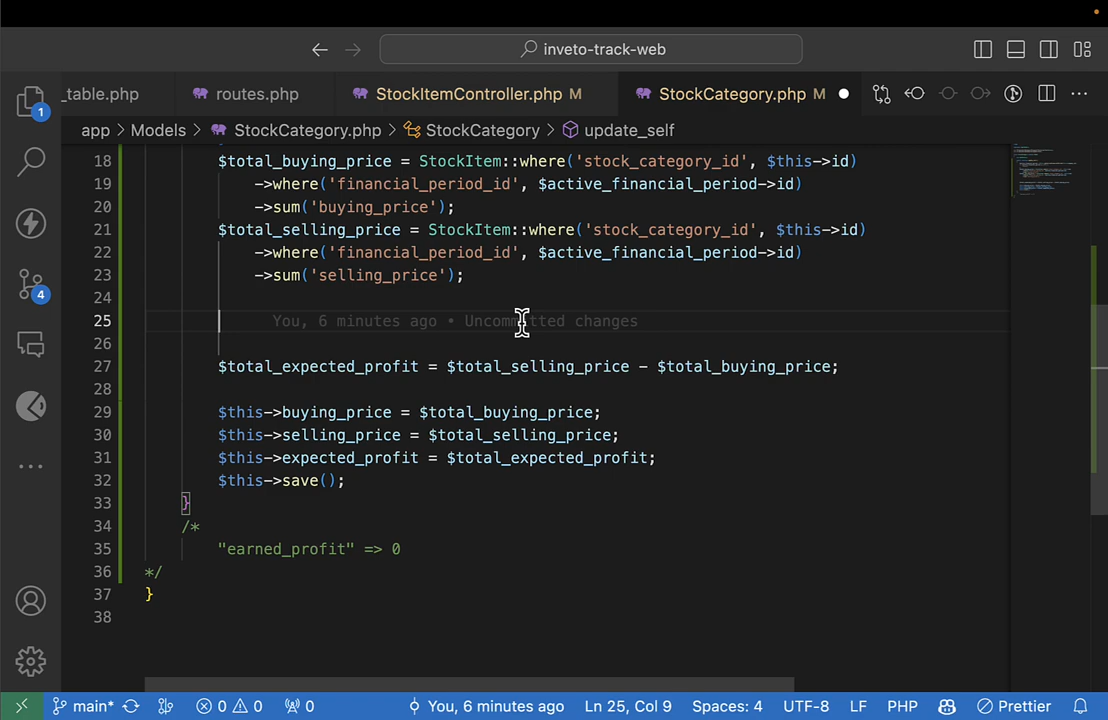 inveto-track-web
_table.php
routes.php
StockItemController.php M
StockCategory.php M
app > Models > StockCategory.php > StockCategory > update_self
1
4
18 $total_buying_price = StockItem::where('stock_category_id', $this->id)
19 ->where('financial_period_id', $active_financial_period->id)
20 ->sum('buying_price');
21 $total_selling_price = StockItem::where('stock_category_id', $this->id)
22 ->where('financial_period_id', $active_financial_period->id)
23 ->sum('selling_price');
24
25 You, 6 minutes ago • Uncommitted changes
26
27 $total_expected_profit = $total_selling_price - $total_buying_price;
28
29 $this->buying_price = $total_buying_price;
30 $this->selling_price = $total_selling_price;
31 $this->expected_profit = $total_expected_profit;
32 $this->save();
33 }
34 /*
35 "earned_profit" => 0
36 */
37 }
38
main* 0 0 0 You, 6 minutes ago Ln 25, Col 9 Spaces: 4 UTF-8 LF PHP Prettier